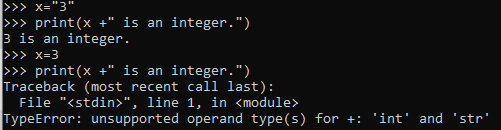 >>> x="3"
>>> print(x +" is an integer.")
3 is an integer.
>>> x=3
>>> print(x +" is an integer.")
Traceback (most recent call last):
  File "<stdin>", line 1, in <module>
TypeError: unsupported operand type(s) for +: 'int' and 'str'